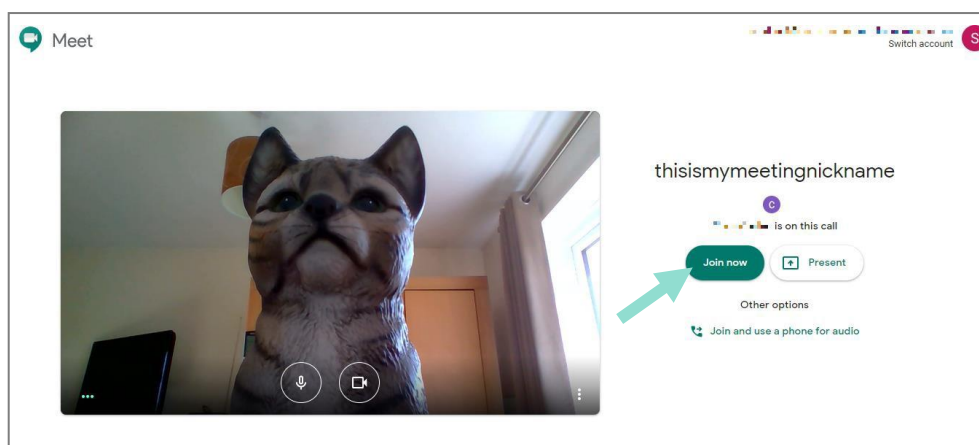 Meet
Switch account
S
thisismymeetingnickname
C
is on this call
Join now
Present
Other options
Join and use a phone for audio